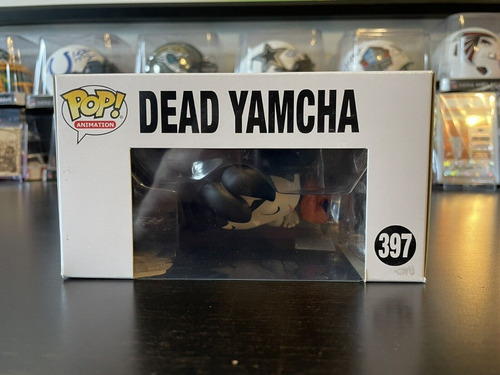 POP!
ANIMATION
DEAD YAMCHA
397